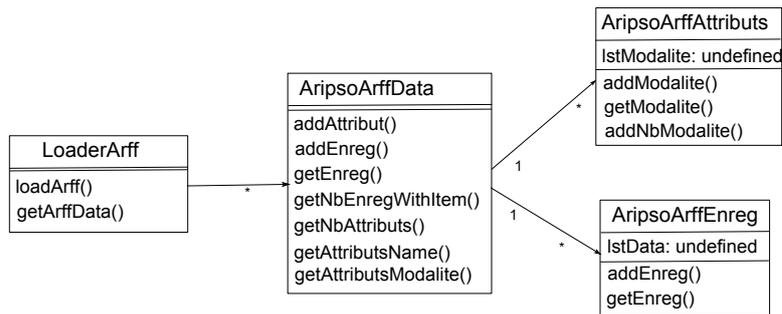 LoaderArff
loadArff()
getArffData()
*
AripsoArffData
addAttribut()
addEnreg()
getEnreg()
getNbEnregWithItem()
getNbAttributs()
getAttributsName()
getAttributsModalite()
1
*
1
*
AripsoArffAttributs
lstModalite: undefined
addModalite()
getModalite()
addNbModalite()
AripsoArffEnreg
lstData: undefined
addEnreg()
getEnreg()